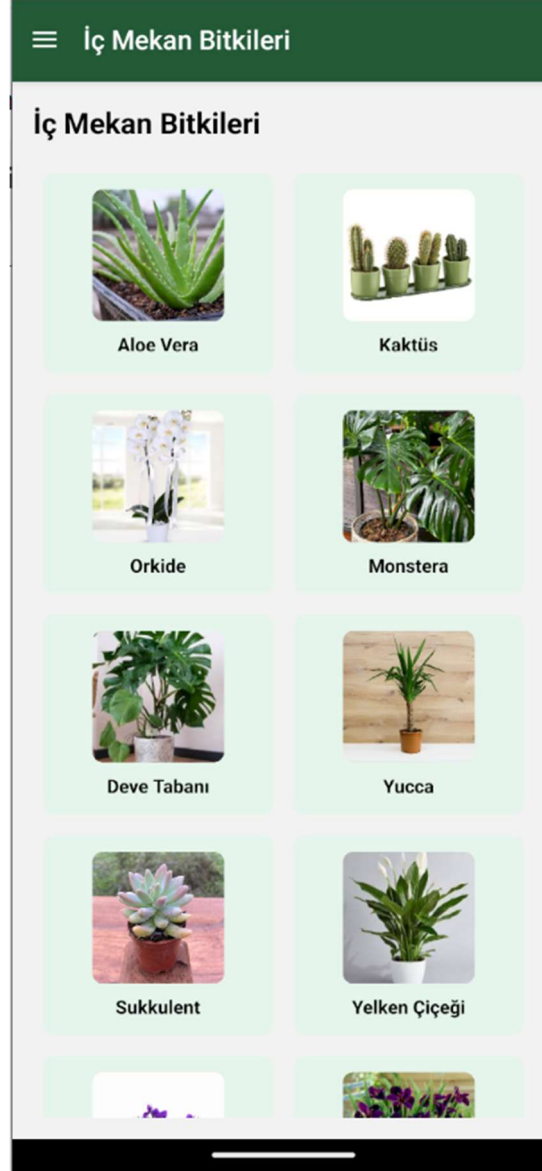 İç Mekan Bitkileri
İç Mekan Bitkileri
Aloe Vera
Kaktüs
Orkide
Monstera
Deve Tabanı
Yucca
Sukkulent
Yelken Çiçeği